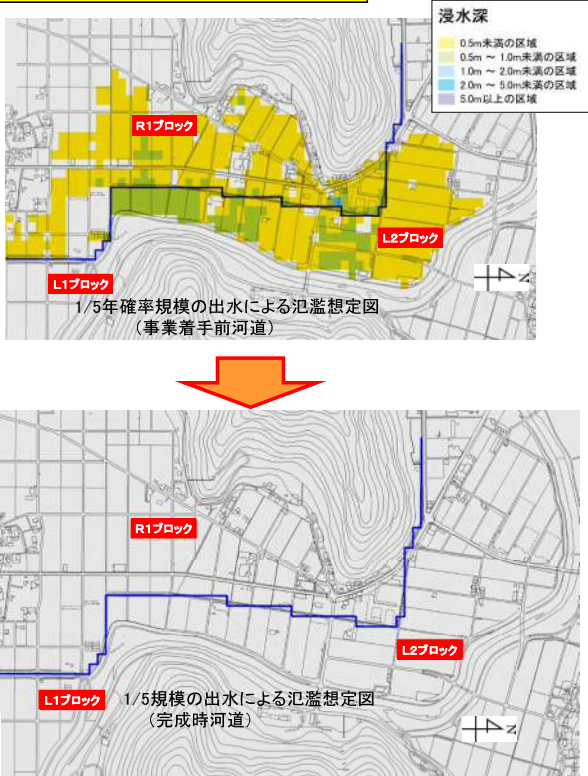 浸水深
0.5m未満の区域
0.5m ～ 1.0m未満の区域
1.0m ～ 2.0m未満の区域
2.0m ～ 5.0m未満の区域
5.0m以上の区域
R1ブロック
L2ブロック
L1ブロック
N
1/5年確率規模の出水による氾濫想定図
（事業着手前河道）
R1ブロック
L2ブロック
L1ブロック
1/5規模の出水による氾濫想定図
（完成時河道）
N